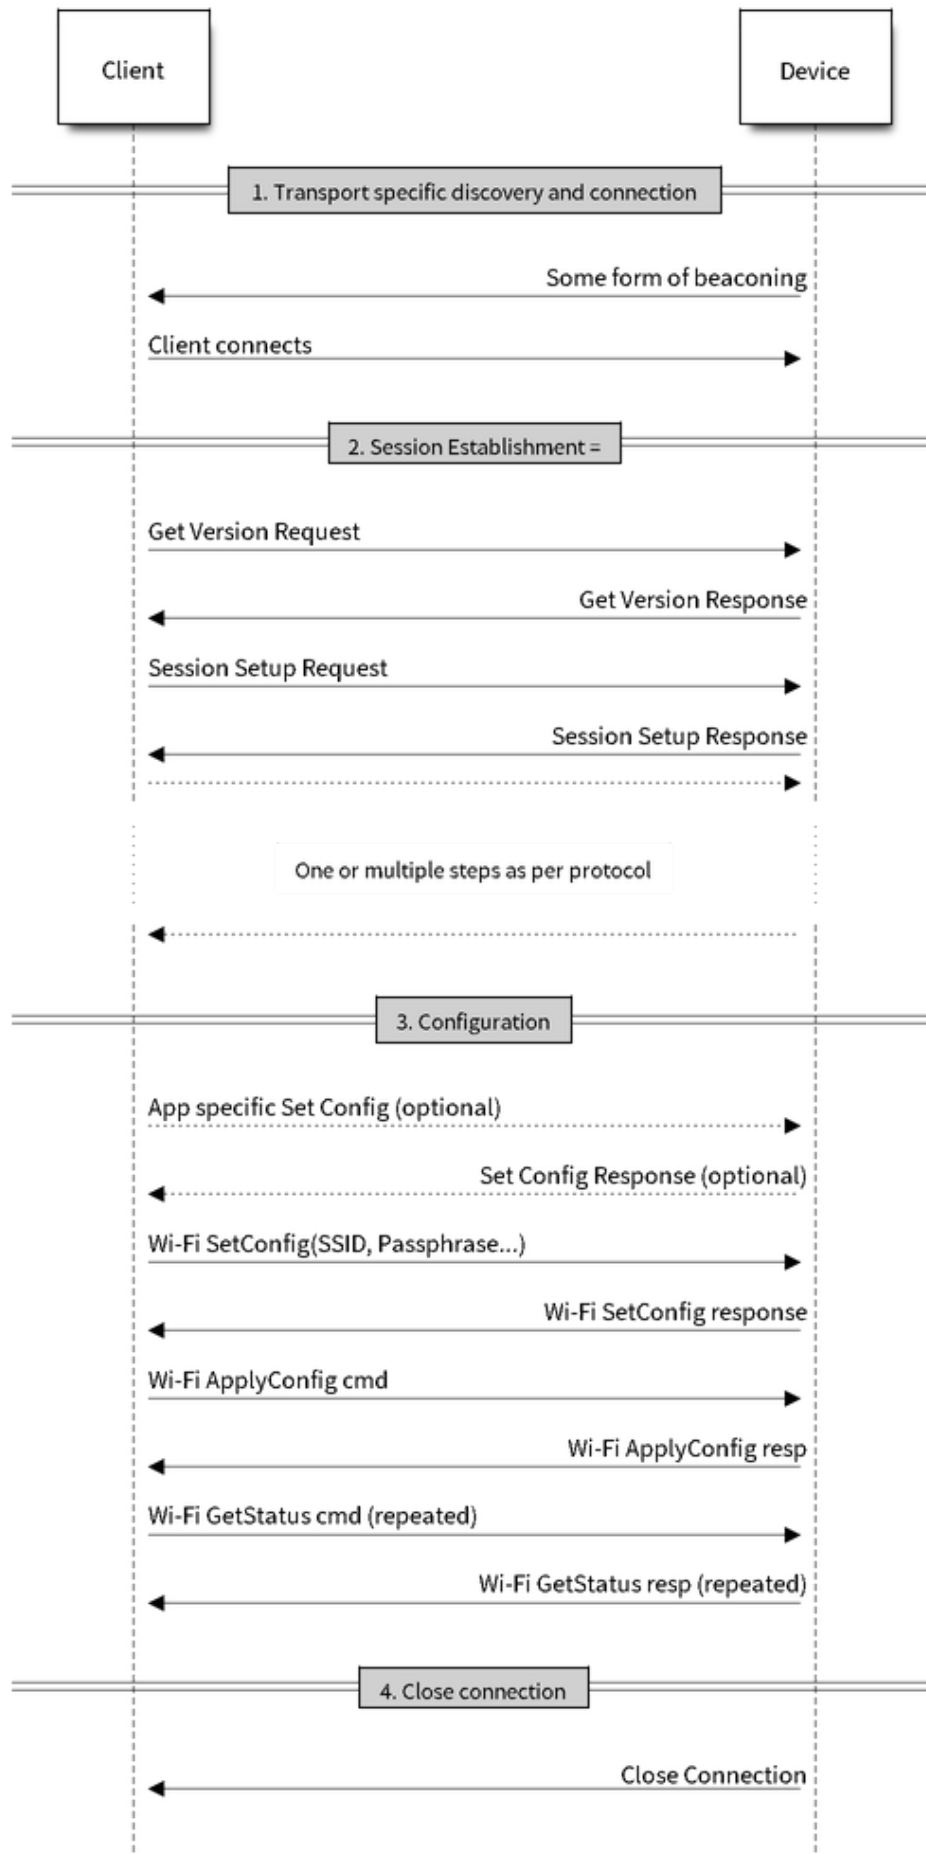 Client
Device
1. Transport specific discovery and connection
Some form of beaconing
Client connects
2. Session Establishment =
Get Version Request
Get Version Response
Session Setup Request
Session Setup Response
One or multiple steps as per protocol
3. Configuration
App specific Set Config (optional)
Set Config Response (optional)
Wi-Fi SetConfig(SSID, Passphrase...)
Wi-Fi SetConfig response
Wi-Fi ApplyConfig cmd
Wi-Fi ApplyConfig resp
Wi-Fi GetStatus cmd (repeated)
Wi-Fi GetStatus resp (repeated)
4. Close connection
Close Connection